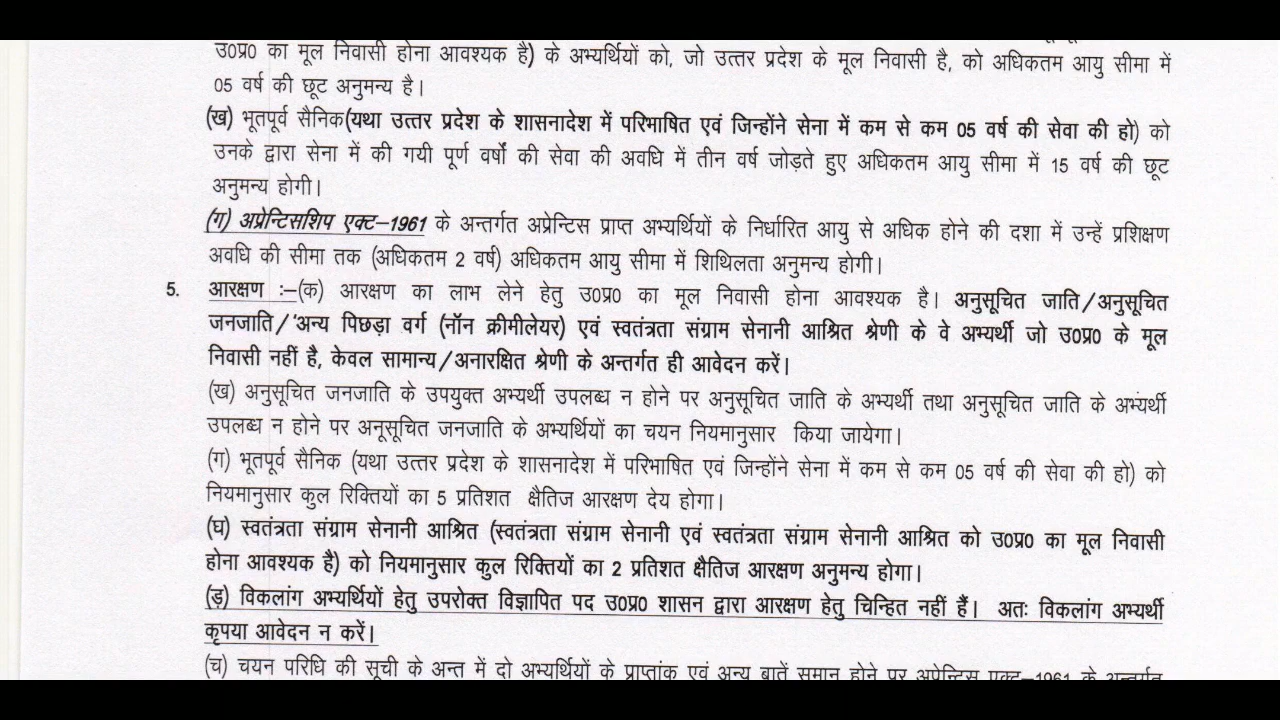 उ0प्र0 का मूल निवासी होना आवश्यक है) के अभ्यर्थियों को, जो उत्तर प्रदेश के मूल निवासी है, को अधिकतम आयु सीमा में
05 वर्ष की छूट अनुमन्य है।
(ख) भूतपूर्व सैनिक(यथा उत्तर प्रदेश के शासनादेश में परिभाषित एवं जिन्होंने सेना में कम से कम 05 वर्ष की सेवा की हो) को
उनके द्वारा सेना में की गयी पूर्ण वर्षों की सेवा की अवधि में तीन वर्ष जोड़ते हुए अधिकतम आयु सीमा में 15 वर्ष की छूट
अनुमन्य होगी।
(ग) अप्रेन्टिसशिप एक्ट–1961 के अन्तर्गत अप्रेन्टिस प्राप्त अभ्यर्थियों के निर्धारित आयु से अधिक होने की दशा में उन्हें प्रशिक्षण
अवधि की सीमा तक (अधिकतम 2 वर्ष) अधिकतम आयु सीमा में शिथिलता अनुमन्य होगी।
5. आरक्षण :–(क) आरक्षण का लाभ लेने हेतु उ0प्र0 का मूल निवासी होना आवश्यक है। अनुसूचित जाति/अनुसूचित
जनजाति/'अन्य पिछड़ा वर्ग (नॉन क्रीमीलेयर) एवं स्वतंत्रता संग्राम सेनानी आश्रित श्रेणी के वे अभ्यर्थी जो उ0प्र0 के मूल
निवासी नहीं है, केवल सामान्य/अनारक्षित श्रेणी के अन्तर्गत ही आवेदन करें।
(ख) अनुसूचित जनजाति के उपयुक्त अभ्यर्थी उपलब्ध न होने पर अनुसूचित जाति के अभ्यर्थी तथा अनुसूचित जाति के अभ्यर्थी
उपलब्ध न होने पर अनूसूचित जनजाति के अभ्यर्थियों का चयन नियमानुसार किया जायेगा।
(ग) भूतपूर्व सैनिक (यथा उत्तर प्रदेश के शासनादेश में परिभाषित एवं जिन्होंने सेना में कम से कम 05 वर्ष की सेवा की हो) को
नियमानुसार कुल रिक्तियों का 5 प्रतिशत क्षैतिज आरक्षण देय होगा।
(घ) स्वतंत्रता संग्राम सेनानी आश्रित (स्वतंत्रता संग्राम सेनानी एवं स्वतंत्रता संग्राम सेनानी आश्रित को उ0प्र0 का मूल निवासी
होना आवश्यक है) को नियमानुसार कुल रिक्तियों का 2 प्रतिशत क्षैतिज आरक्षण अनुमन्य होगा।
(ड़) विकलांग अभ्यर्थियों हेतु उपरोक्त विज्ञापित पद उ0प्र0 शासन द्वारा आरक्षण हेतु चिन्हित नहीं हैं। अतः विकलांग अभ्यर्थी
कृपया आवेदन न करें।
(च) चयन परिधि की सूची के अन्त में दो अभ्यर्थियों के प्राप्तांक एवं अन्य बातें समान होने पर अप्रेन्टिस एक्ट–1961 के अन्तर्गत